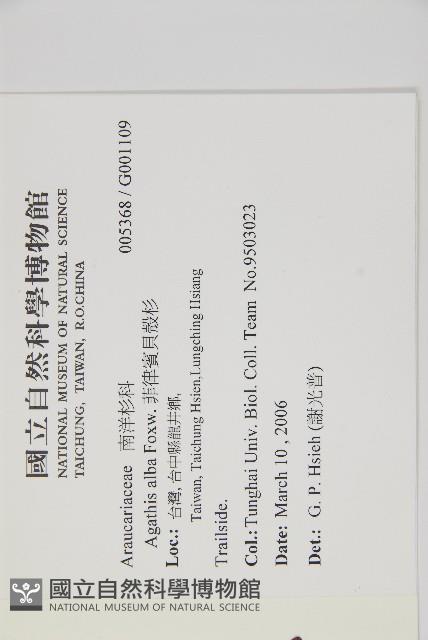 國立自然科學博物館
NATIONAL MUSEUM OF NATURAL SCIENCE
TAICHUNG, TAIWAN, R.O.CHINA
005368 / G001109
Araucariaceae 南洋杉科
Agathis alba Foxw. 菲律賓貝殼杉
Loc.: 台灣, 台中縣龍井鄉,
Taiwan, Taichung Hsien,Lungching Hsiang
Trailside.
Col.: Tunghai Univ. Biol. Coll. Team No.9503023
Date: March 10 , 2006
Det.: G. P. Hsieh (謝光普)
國立自然科學博物館
NATIONAL MUSEUM OF NATURAL SCIENCE